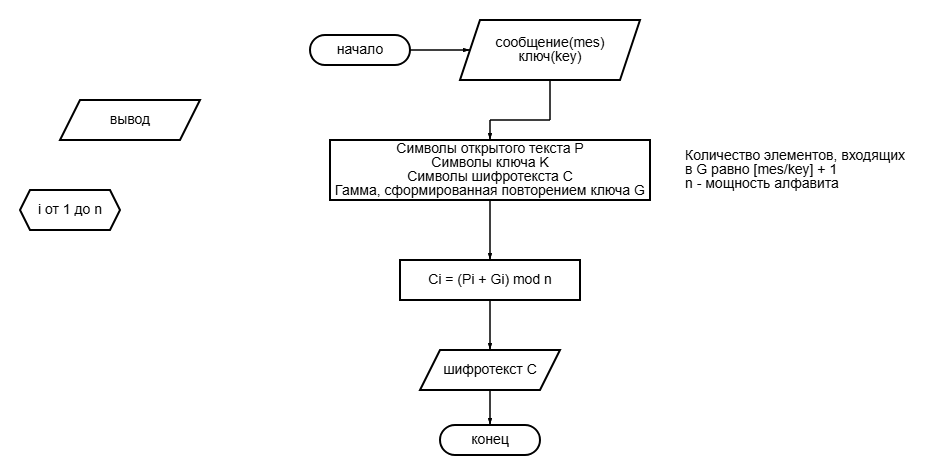 начало
сообщение(mes)
ключ(key)
вывод
Символы открытого текста P
Символы ключа K
Символы шифротекста C
Гамма, сформированная повторением ключа G
Количество элементов, входящих
в G равно [mes/key] + 1
n - мощность алфавита
i от 1 до n
Ci = (Pi + Gi) mod n
шифротекст C
конец